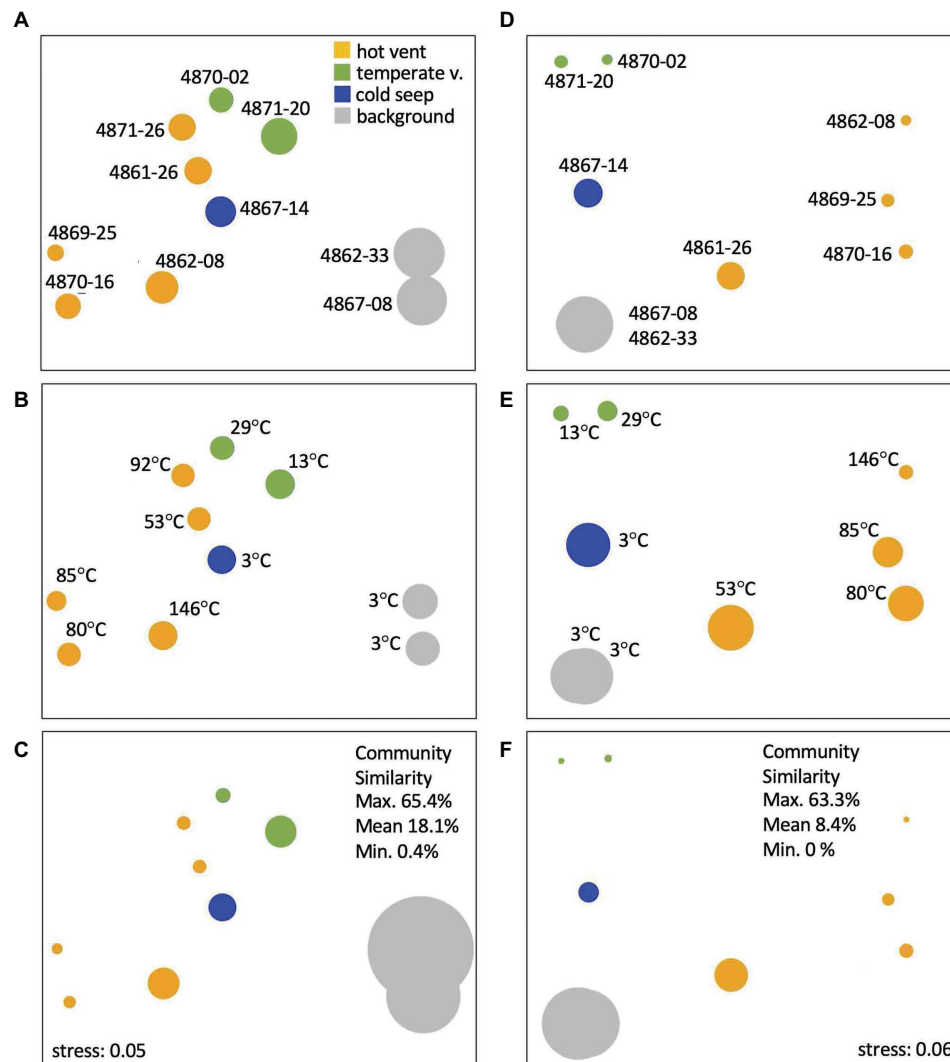 A
hot vent
temperate v.
cold seep
background
4870-02
4871-20
4871-26
4861-26
4867-14
4869-25
4862-08
4870-16
4862-33
4867-08
D
4870-02
4871-20
4862-08
4867-14
4869-25
4861-26
4870-16
4867-08
4862-33
B
29°C
92°C
13°C
53°C
3°C
85°C
146°C
80°C
3°C
3°C
E
13°C
29°C
146°C
3°C
85°C
53°C
80°C
3°C
3°C
C
Community
Similarity
Max. 65.4%
Mean 18.1%
Min. 0.4%
stress: 0.05
F
Community
Similarity
Max. 63.3%
Mean 8.4%
Min. 0 %
stress: 0.06